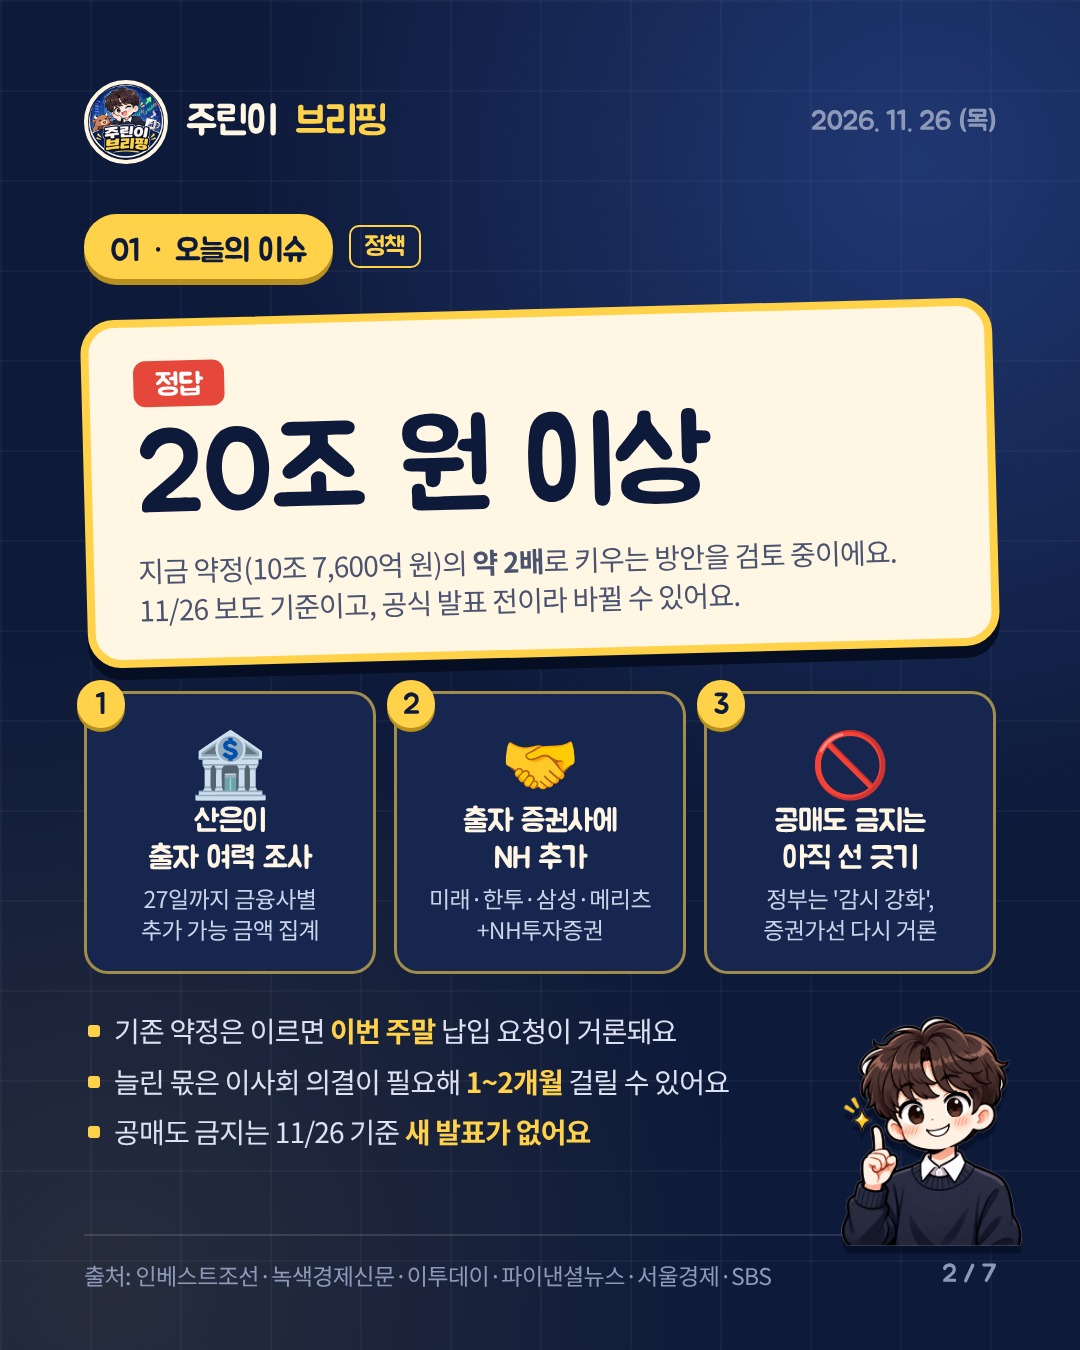 주린이 브리핑
주린이 브리핑
2026. 11. 26 (목)
01 · 오늘의 이슈
정책
정답
20조 원 이상
지금 약정(10조 7,600억 원)의 약 2배로 키우는 방안을 검토 중이에요.
11/26 보도 기준이고, 공식 발표 전이라 바뀔 수 있어요.
1
$
산은이
출자 여력 조사
27일까지 금융사별
추가 가능 금액 집계
2
출자 증권사에
NH 추가
미래·한투·삼성·메리츠
+NH투자증권
3
공매도 금지는
아직 선 긋기
정부는 '감시 강화',
증권가선 다시 거론
기존 약정은 이르면 이번 주말 납입 요청이 거론돼요
늘린 몫은 이사회 의결이 필요해 1~2개월 걸릴 수 있어요
공매도 금지는 11/26 기준 새 발표가 없어요
출처: 인베스트조선·녹색경제신문·이투데이·파이낸셜뉴스·서울경제·SBS
2 / 7